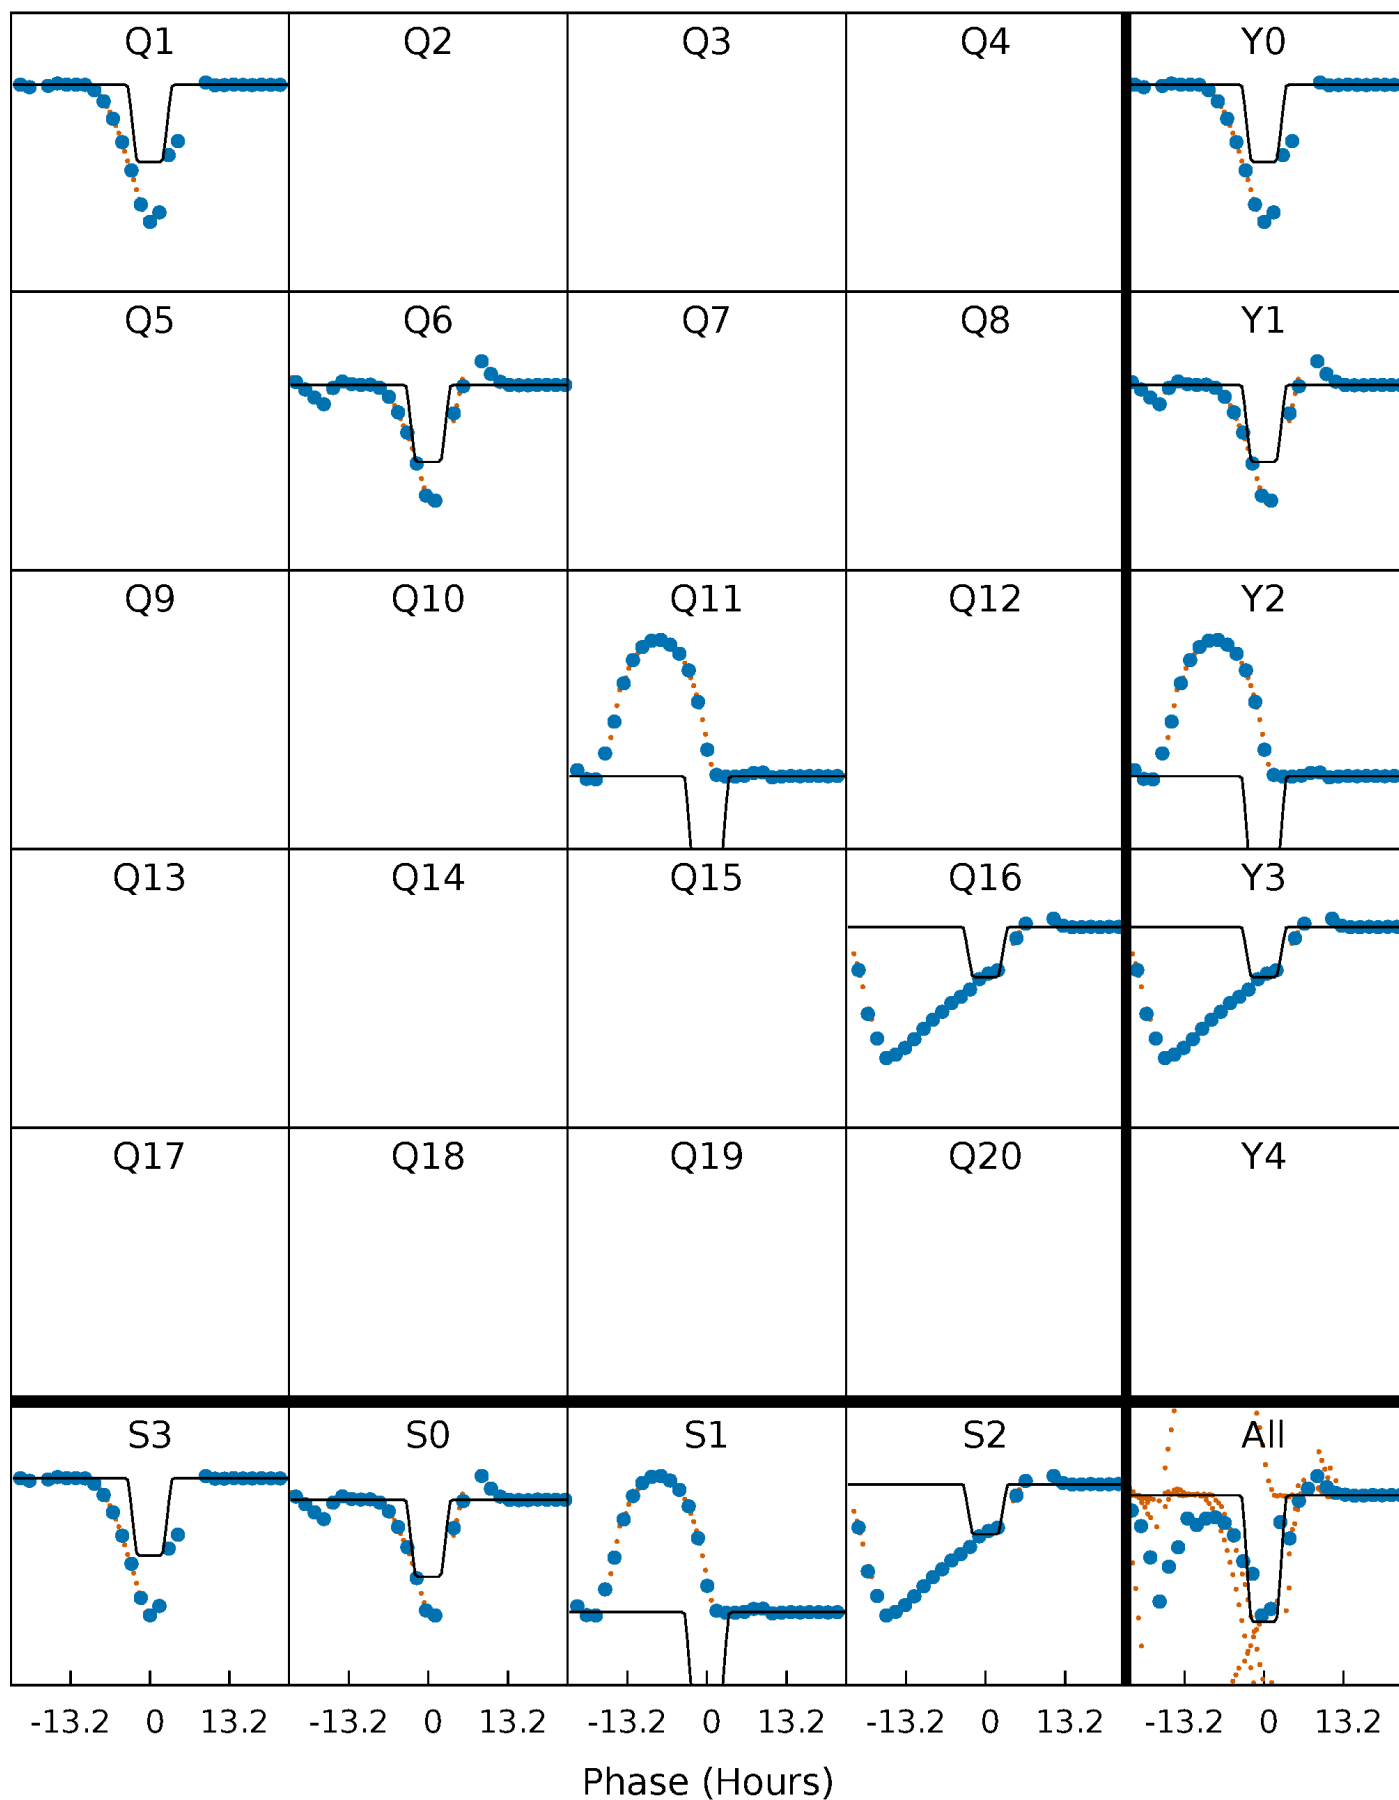 Q1 Q2 Q3 Q4 Y0
Q5 Q6 Q7 Q8 Y1
Q9 Q10 Q11 Q12 Y2
Q13 Q14 Q15 Q16 Y3
Q17 Q18 Q19 Q20 Y4
S3 S0 S1 S2 All
-13.2 0 13.2 -13.2 0 13.2 -13.2 0 13.2 -13.2 0 13.2 -13.2 0 13.2
Phase (Hours)